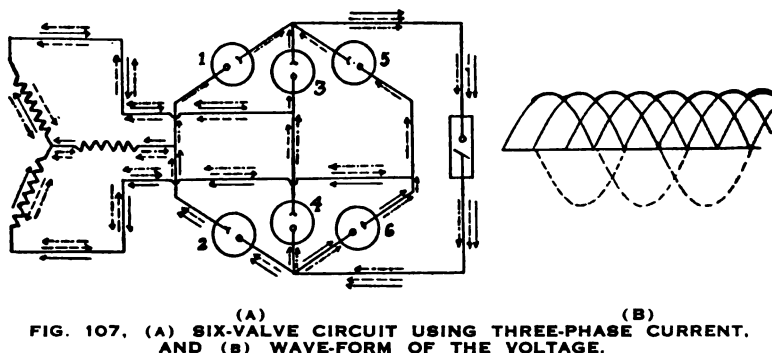 1
5
3
4
2
6
(A)
(B)
FIG. 107, (A) SIX-VALVE CIRCUIT USING THREE-PHASE CURRENT,
AND (B) WAVE-FORM OF THE VOLTAGE.